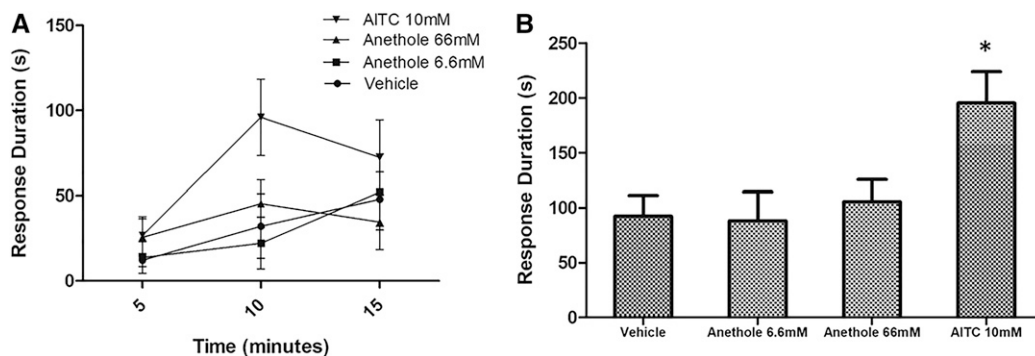 A
Response Duration (s)
150
100
50
0
5
10
15
Time (minutes)
AITC 10mM
Anethole 66mM
Anethole 6.6mM
Vehicle
B
Response Duration (s)
250
200
150
100
50
0
*
Vehicle
Anethole 6.6mM
Anethole 66mM
AITC 10mM